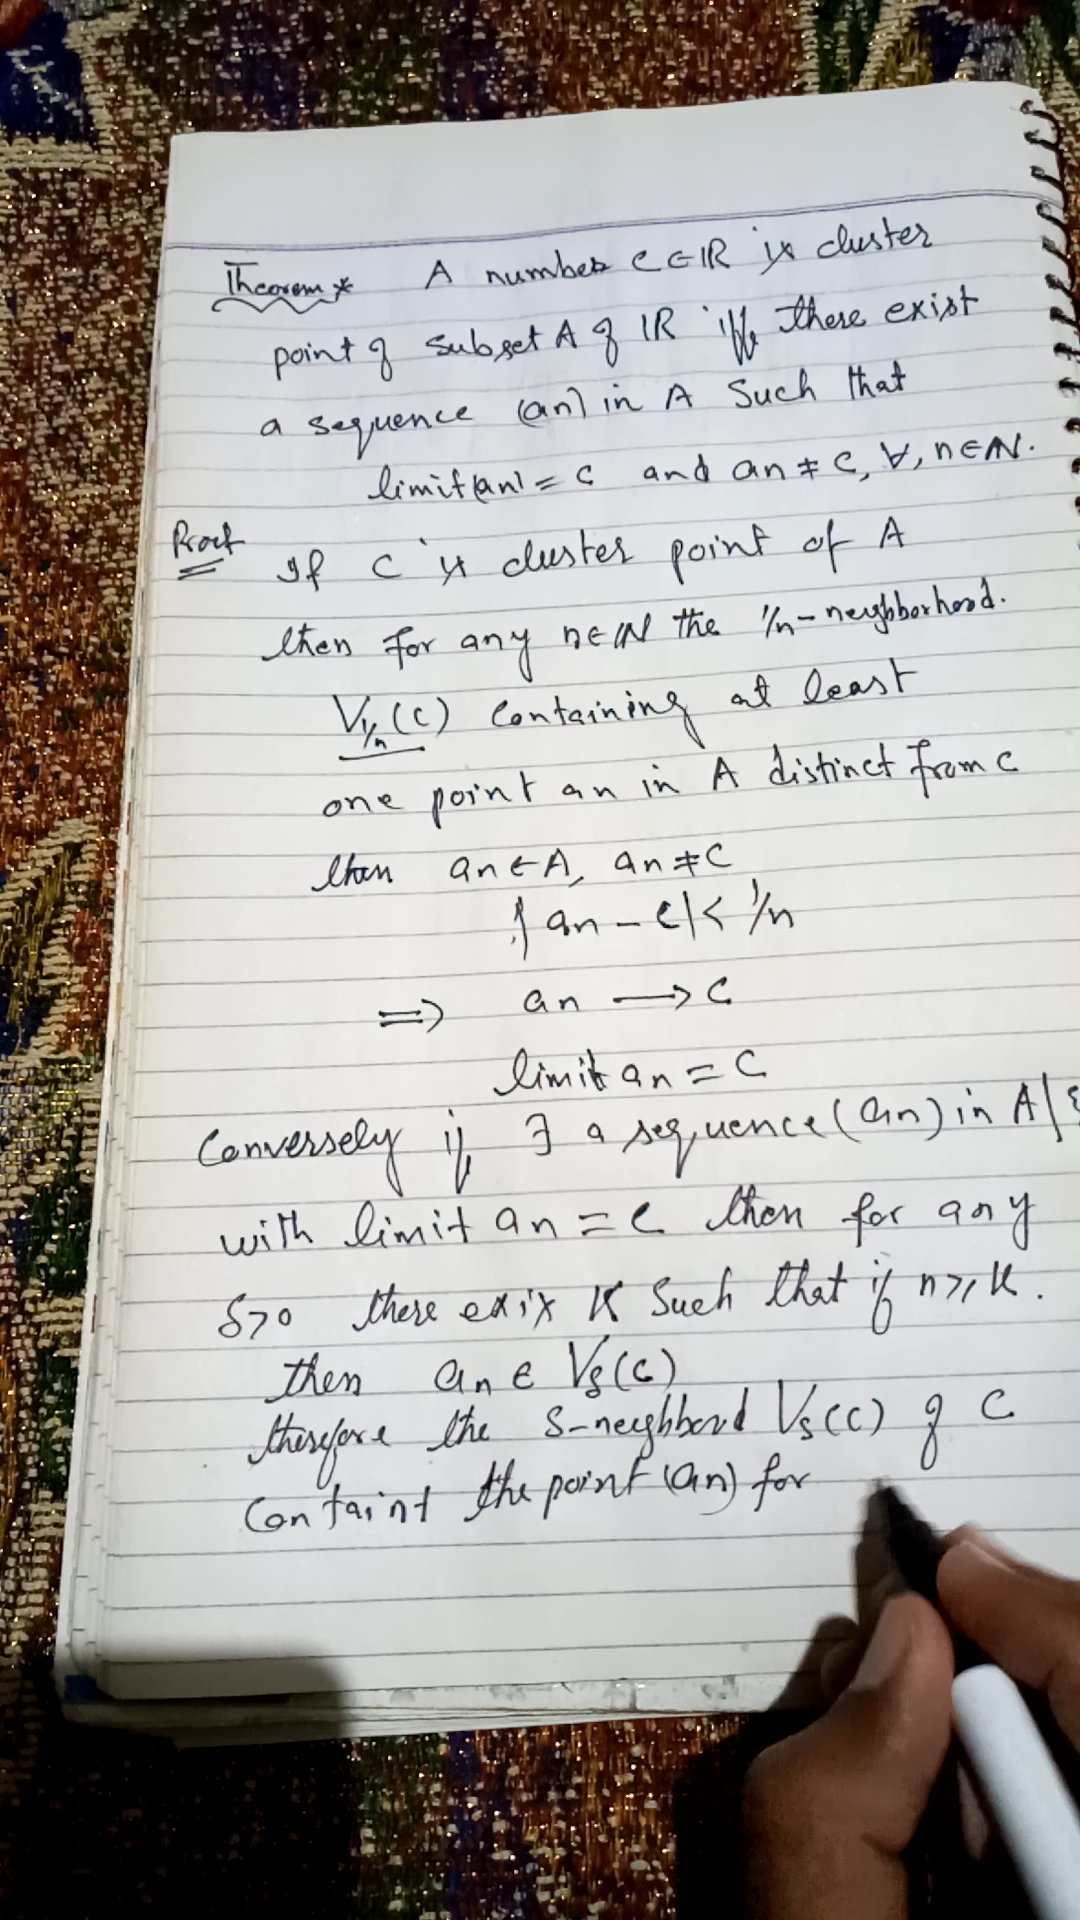 Theorem* A number C ∈ IR is cluster
point of subset A of IR iff there exist
a sequence (an) in A Such that
limit(an) = C and an ≠ C, ∀, n ∈ N.
Proof If C is cluster point of A
then for any n ∈ N the 1/n - neighborhood.
V1/n (C) Containing at least
one point an in A distinct from C
then an ∈ A, an ≠ C
| an - C | < 1/n
⇒ an → C
limit an = C
Conversely if ∃ a sequence (an) in A|{
with limit an = C then for any
δ>0 there exix K Such that if n ≥ K.
then an ∈ Vδ(C)
therefore the δ-neighbord Vδ(C) of C
Containt the point (an) for